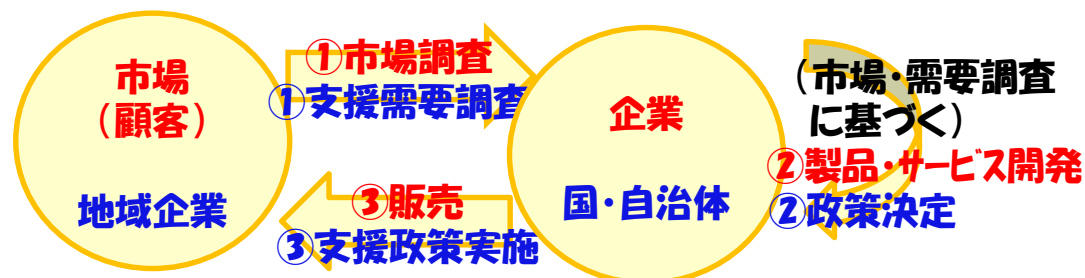 市場
（顧客）
地域企業
①市場調査
①支援需要調査
③販売
③支援政策実施
企業
国・自治体
（市場・需要調査
に基づく）
②製品・サービス開発
②政策決定